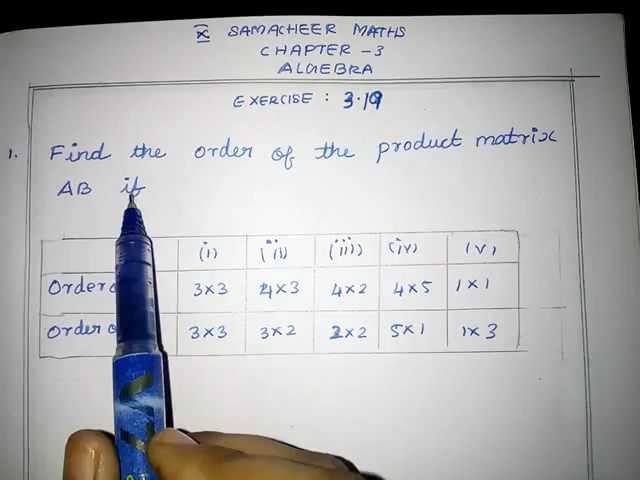 X SAMACHEER MATHS
CHAPTER -3
ALGEBRA
EXERCISE : 3.19
1. Find the order of the product matrix
AB if
(i) (ii) (iii) (iv) (v)
Order 3×3 4×3 4×2 4×5 1×1
Order 3×3 3×2 2×2 5×1 1×3
V7